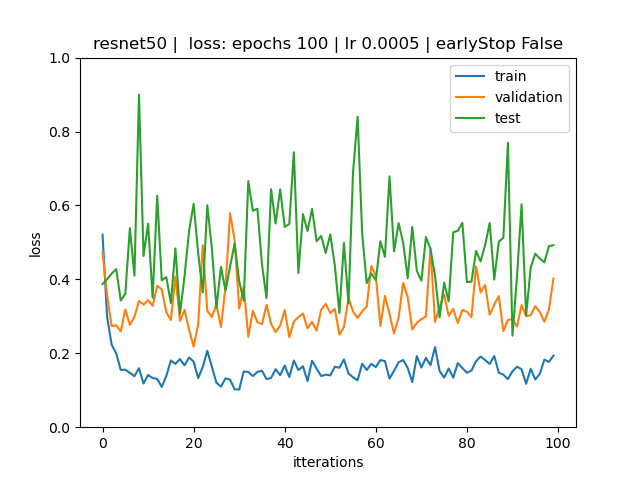 resnet50 |  loss: epochs 100 | lr 0.0005 | earlyStop False
1.0
0.8
0.6
0.4
0.2
0.0
loss
train
validation
test
0 20 40 60 80 100
itterations